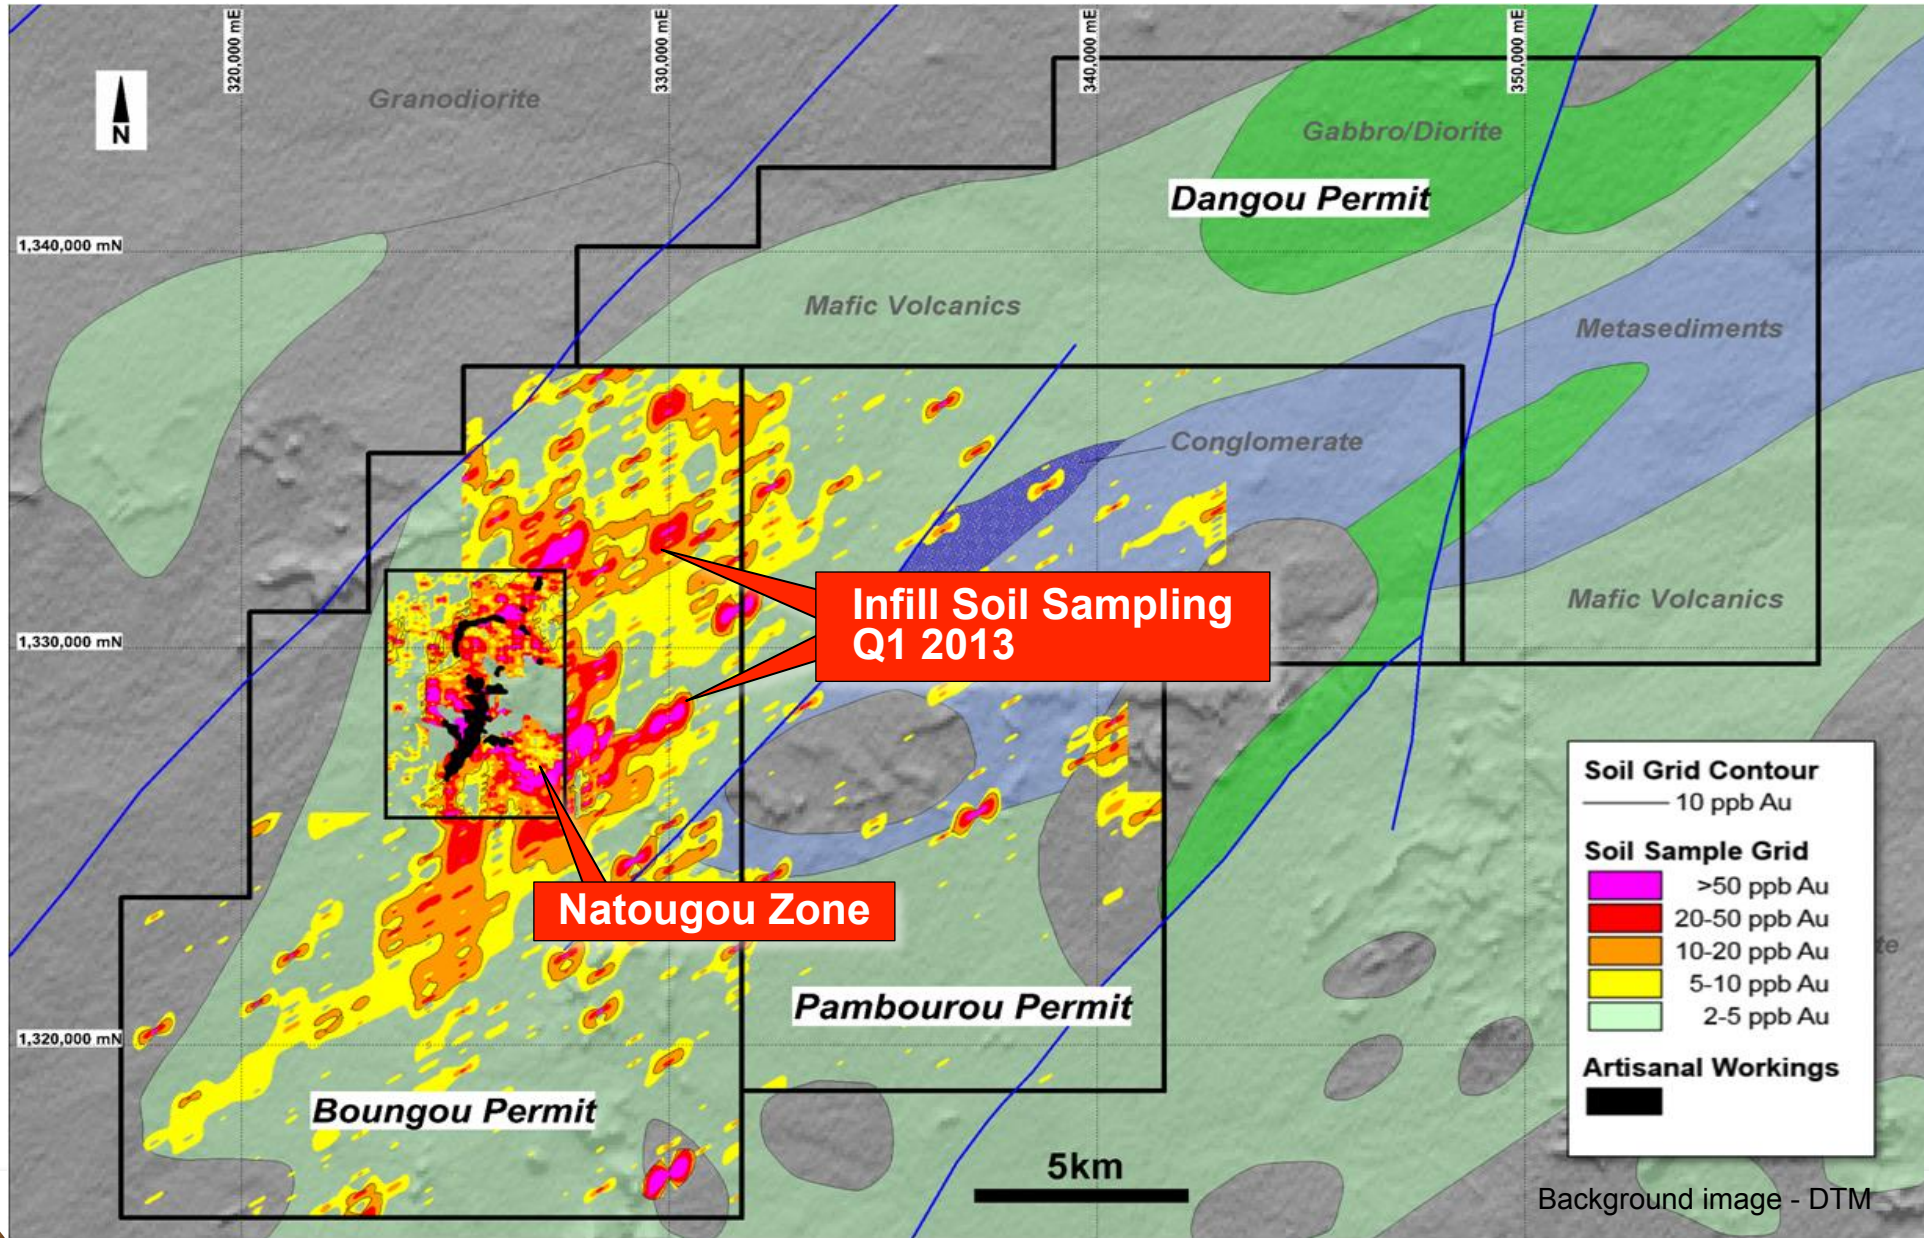 320,000 mE
330,000 mE
340,000 mE
350,000 mE
N
Granodiorite
Gabbro/Diorite
Dangou Permit
1,340,000 mN
Mafic Volcanics
Metasediments
Conglomerate
Infill Soil Sampling
Q1 2013
Mafic Volcanics
1,330,000 mN
Natougou Zone
Pambourou Permit
1,320,000 mN
Boungou Permit
5km
Soil Grid Contour
10 ppb Au
Soil Sample Grid
>50 ppb Au
20-50 ppb Au
10-20 ppb Au
5-10 ppb Au
2-5 ppb Au
Artisanal Workings
Background image - DTM